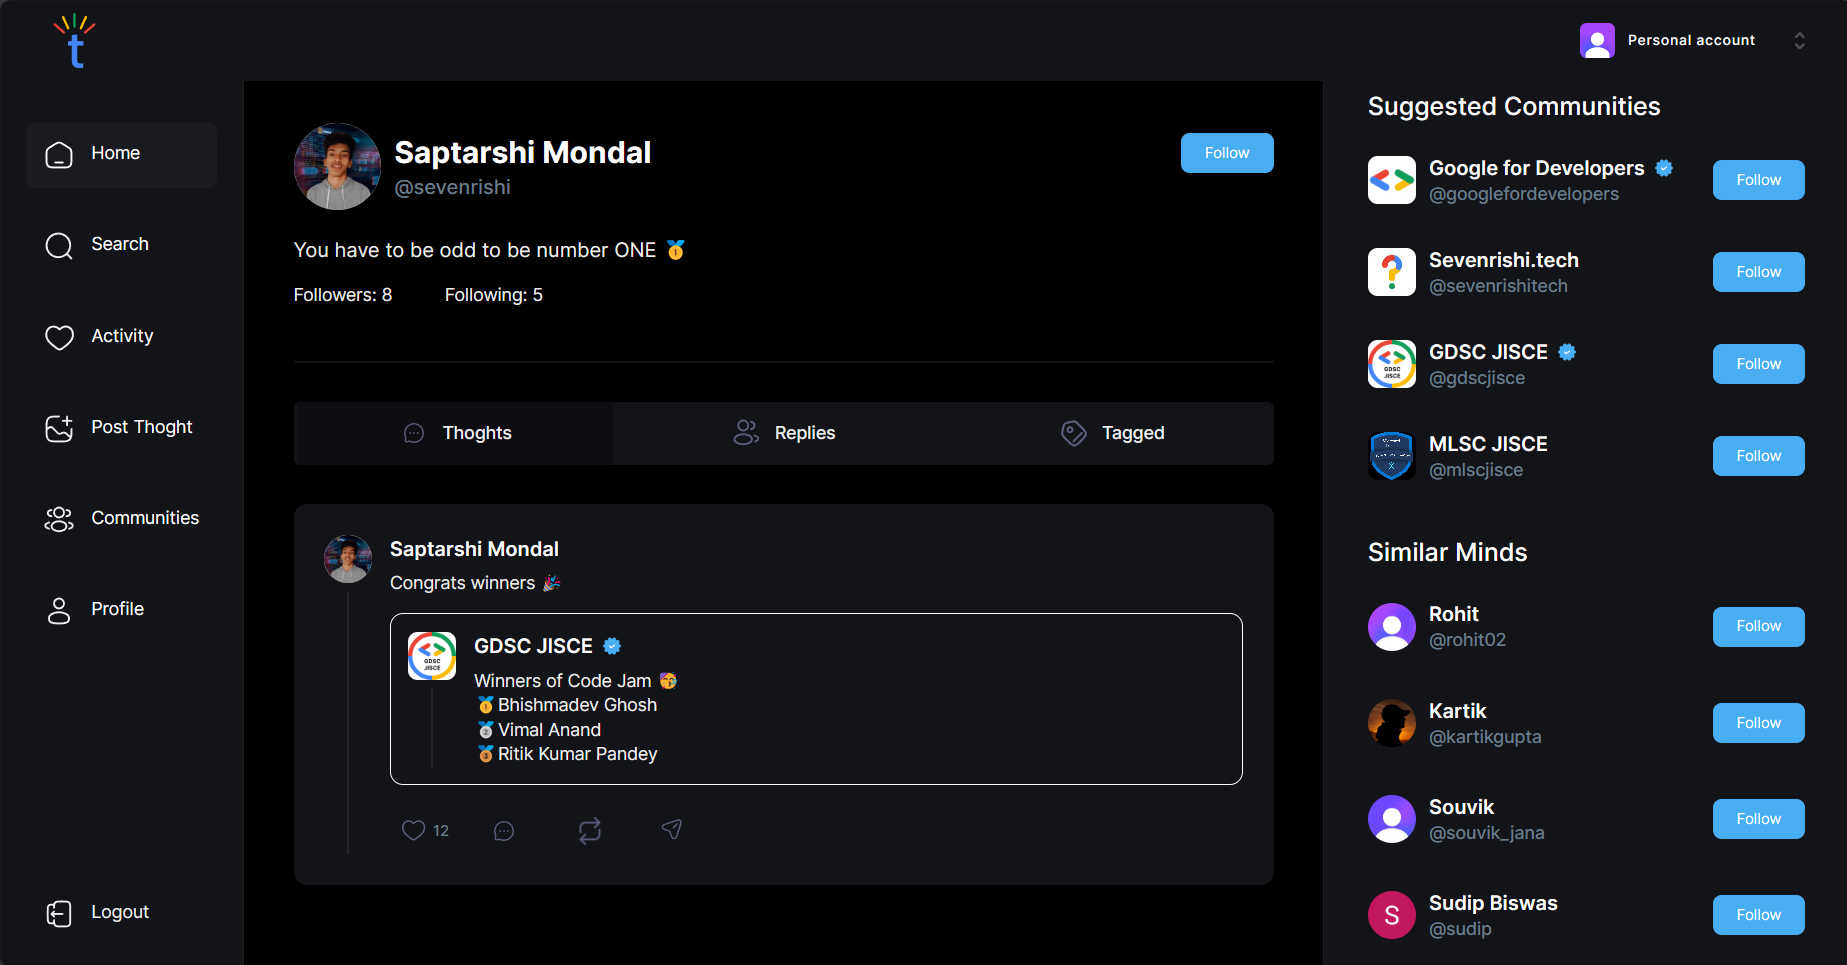 t
Personal account
Home
Search
Activity
Post Thoght
Communities
Profile
Logout
Saptarshi Mondal
@sevenrishi
Follow
You have to be odd to be number ONE 🥇
Followers: 8
Following: 5
Thoghts
Replies
Tagged
Saptarshi Mondal
Congrats winners 🎉
GDSC
JISCE
GDSC JISCE
Winners of Code Jam 🥳
🥇Bhishmadev Ghosh
🥈Vimal Anand
🥉Ritik Kumar Pandey
12
Suggested Communities
Google for Developers
@googlefordevelopers
Follow
Sevenrishi.tech
@sevenrishitech
Follow
GDSC
JISCE
GDSC JISCE
@gdscjisce
Follow
MLSC JISCE
@mlscjisce
Follow
Similar Minds
Rohit
@rohit02
Follow
Kartik
@kartikgupta
Follow
Souvik
@souvik_jana
Follow
S
Sudip Biswas
@sudip
Follow